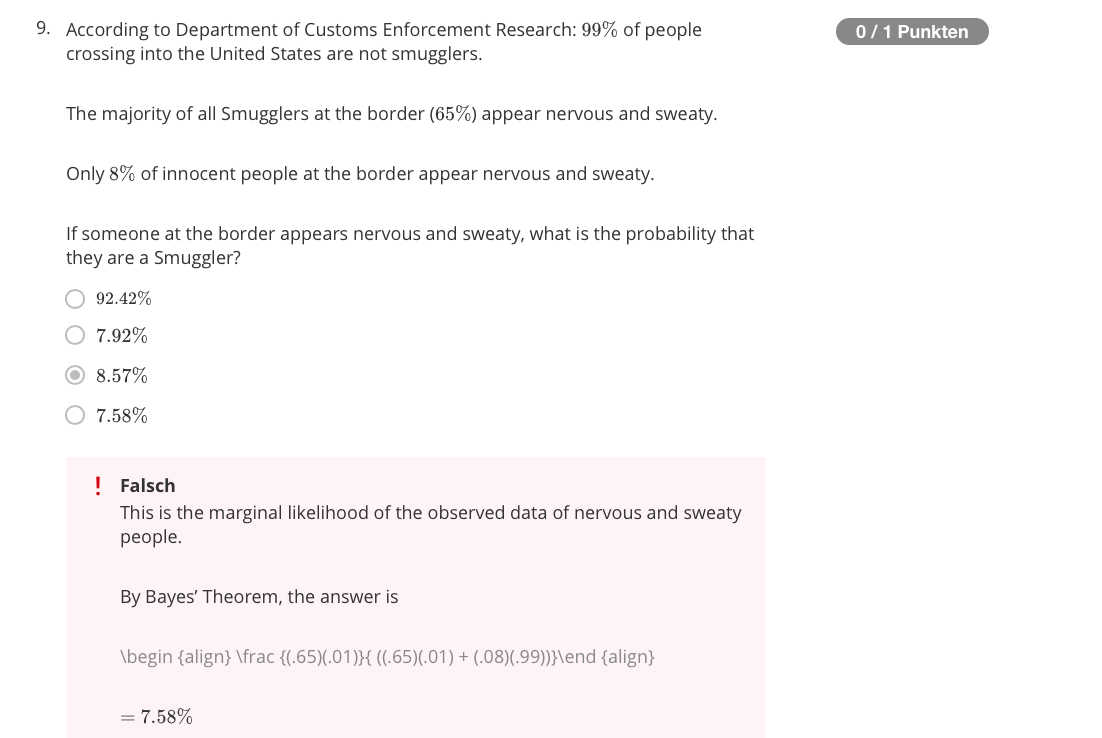 9. According to Department of Customs Enforcement Research: 99% of people
crossing into the United States are not smugglers.
0 / 1 Punkten
The majority of all Smugglers at the border (65%) appear nervous and sweaty.
Only 8% of innocent people at the border appear nervous and sweaty.
If someone at the border appears nervous and sweaty, what is the probability that
they are a Smuggler?
92.42%
7.92%
8.57%
7.58%
! Falsch
This is the marginal likelihood of the observed data of nervous and sweaty
people.
By Bayes’ Theorem, the answer is
\begin {align} \frac {(.65)(.01)}{ ((.65)(.01) + (.08)(.99))}\end {align}
= 7.58%